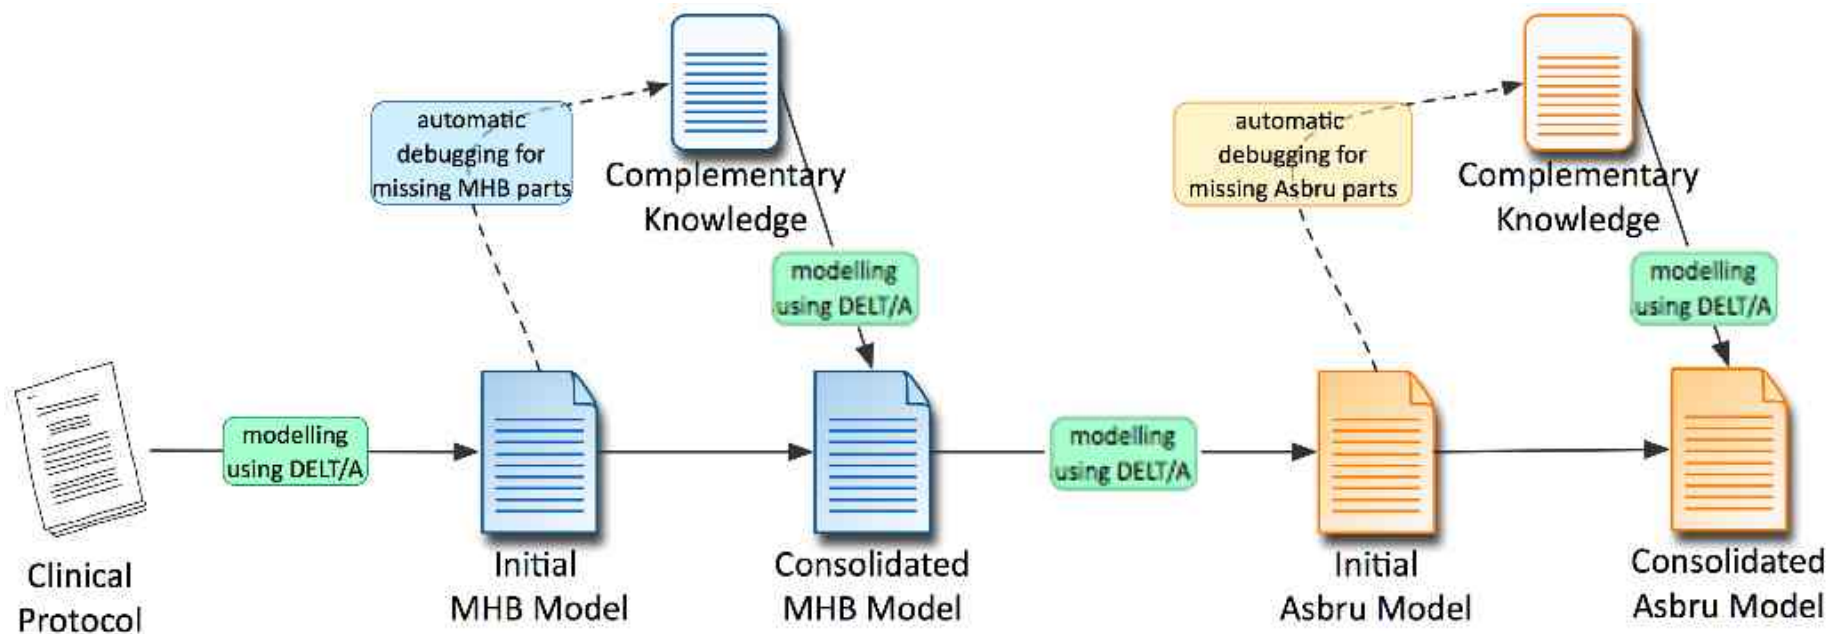 automatic
debugging for
missing MHB parts
Complementary
Knowledge
modelling
using DELT/A
automatic
debugging for
missing Asbru parts
Complementary
Knowledge
modelling
using DELT/A
modelling
using DELT/A
modelling
using DELT/A
Clinical
Protocol
Initial
MHB Model
Consolidated
MHB Model
Initial
Asbru Model
Consolidated
Asbru Model